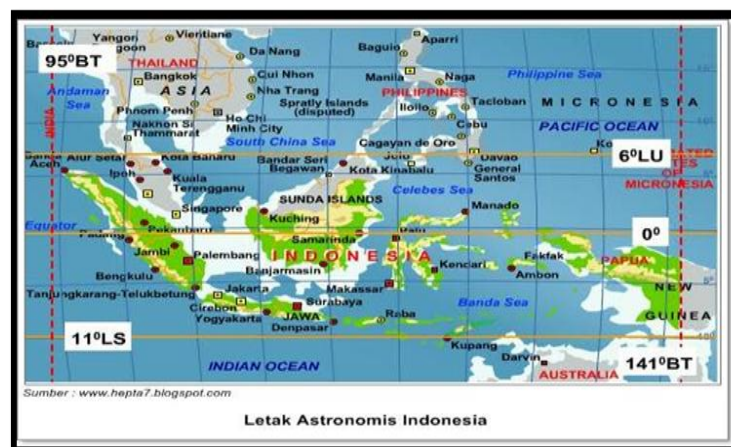 Yangon
Vientiane
Aparri
Baguio
Da Nang
95⁰BT
THAILAND
Manila
Naga
Philippine Sea
Bangkok
Qui Nhon
PHILIPPINES
ASIA
Nha Trang
Iloilo
Tacloban
MICRONESIA
Andaman
Sea
Phnom Penh
Spratly Islands
(disputed)
Cebu
INDIA
Nakhon Si
Thammarat
Ho Chi
Minh City
Cagayan de Oro
PACIFIC OCEAN
South China Sea
6⁰LU
Banda Aceh
Alur Setar
Kota Baharu
Bandar Seri
Begawan
Jolo
Davao
General
Santos
Ipoh
Kuala
Terengganu
Kota Kinabalu
Celebes Sea
OF
MICRONESIA
Singapore
SUNDA ISLANDS
Manado
Equator
Kuching
0⁰
Padang
Pekanbaru
Samarinda
Palu
Jambi
Palembang
INDONESIA
Fakfak
PAPUA
Bengkulu
Banjarmasin
Kendari
Ambon
NEW
GUINEA
Tanjungkarang-Telukbetung
Jakarta
Makassar
Surabaya
Banda Sea
Cirebon
Yogyakarta
JAWA
Denpasar
Raba
11⁰LS
Kupang
INDIAN OCEAN
Darwin
141⁰BT
AUSTRALIA
Sumber : www.hepta7.blogspot.com
Letak Astronomis Indonesia